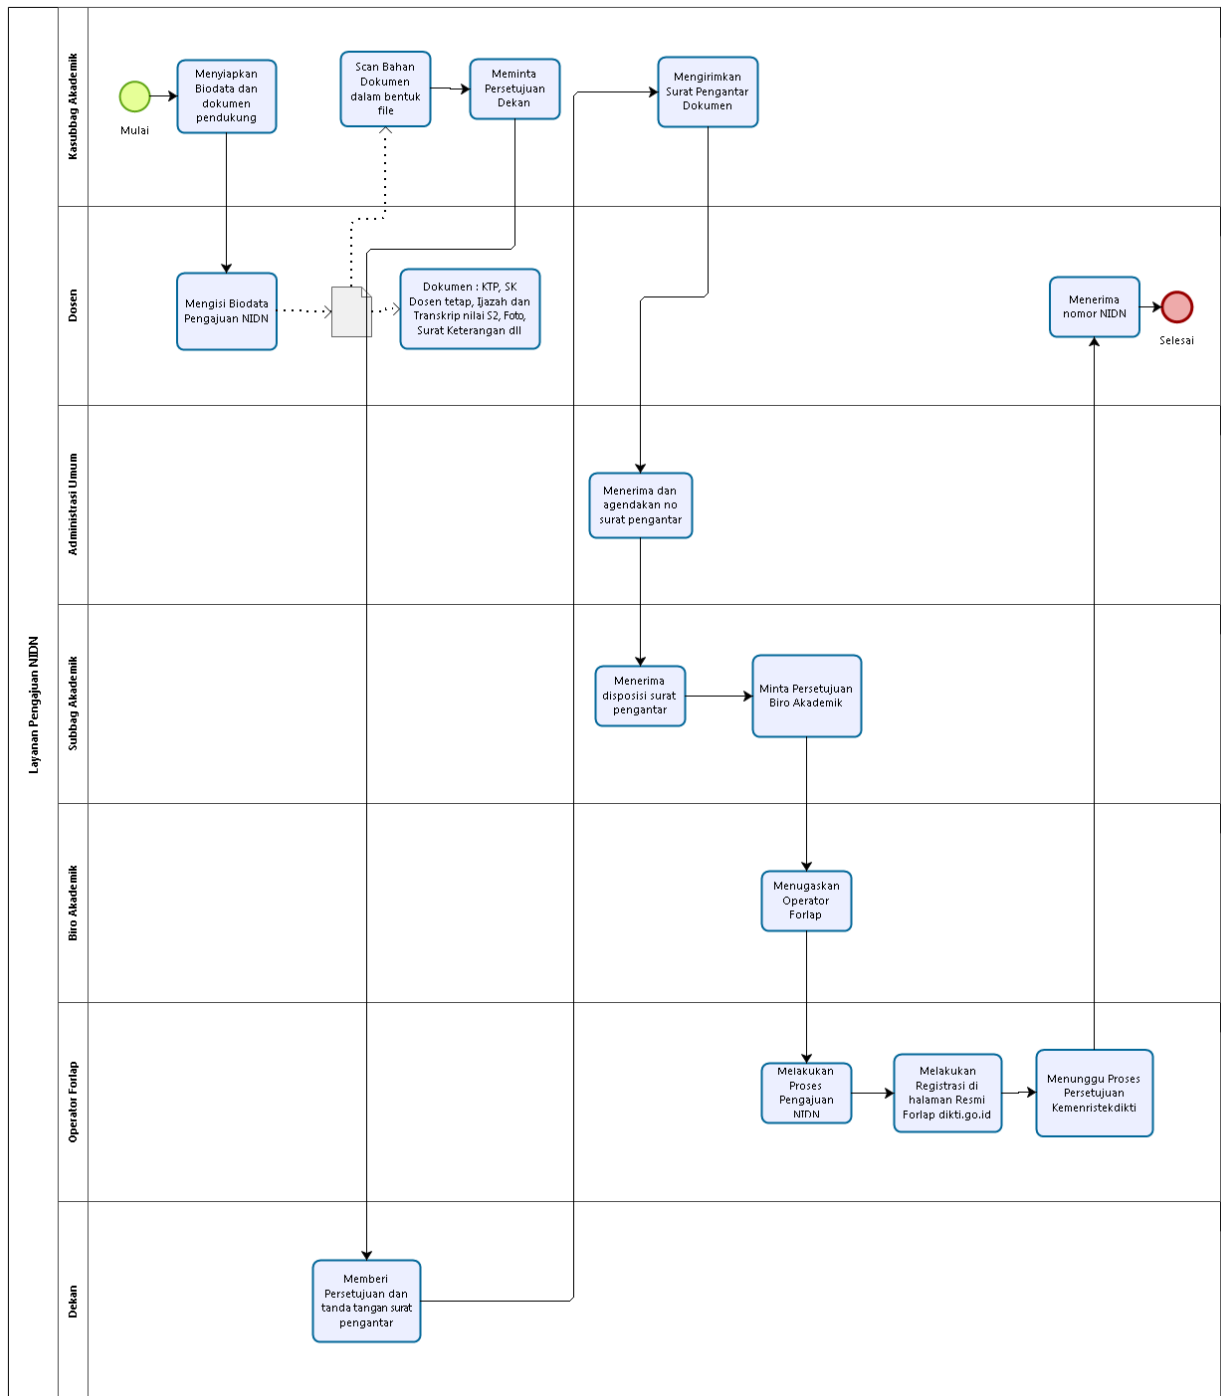 Layanan Pengajuan NIDN
Kasubbag Akademik
Mulai
Menyiapkan
Biodata dan
dokumen
pendukung
Scan Bahan
Dokumen
dalam bentuk
file
Meminta
Persetujuan
Dekan
Mengirimkan
Surat Pengantar
Dokumen
Dosen
Mengisi Biodata
Pengajuan NIDN
Dokumen : KTP, SK
Dosen tetap, Ijazah dan
Transkrip nilai S2, Foto,
Surat Keterangan dll
Menerima
nomor NIDN
Selesai
Administrasi Umum
Menerima dan
agendakan no
surat pengantar
Subbag Akademik
Menerima
disposisi surat
pengantar
Minta Persetujuan
Biro Akademik
Biro Akademik
Menugaskan
Operator
Forlap
Operator Forlap
Melakukan
Proses
Pengajuan
NIDN
Melakukan
Registrasi di
halaman Resmi
Forlap dikti.go.id
Menunggu Proses
Persetujuan
Kemenristekdikti
Dekan
Memberi
Persetujuan dan
tanda tangan surat
pengantar